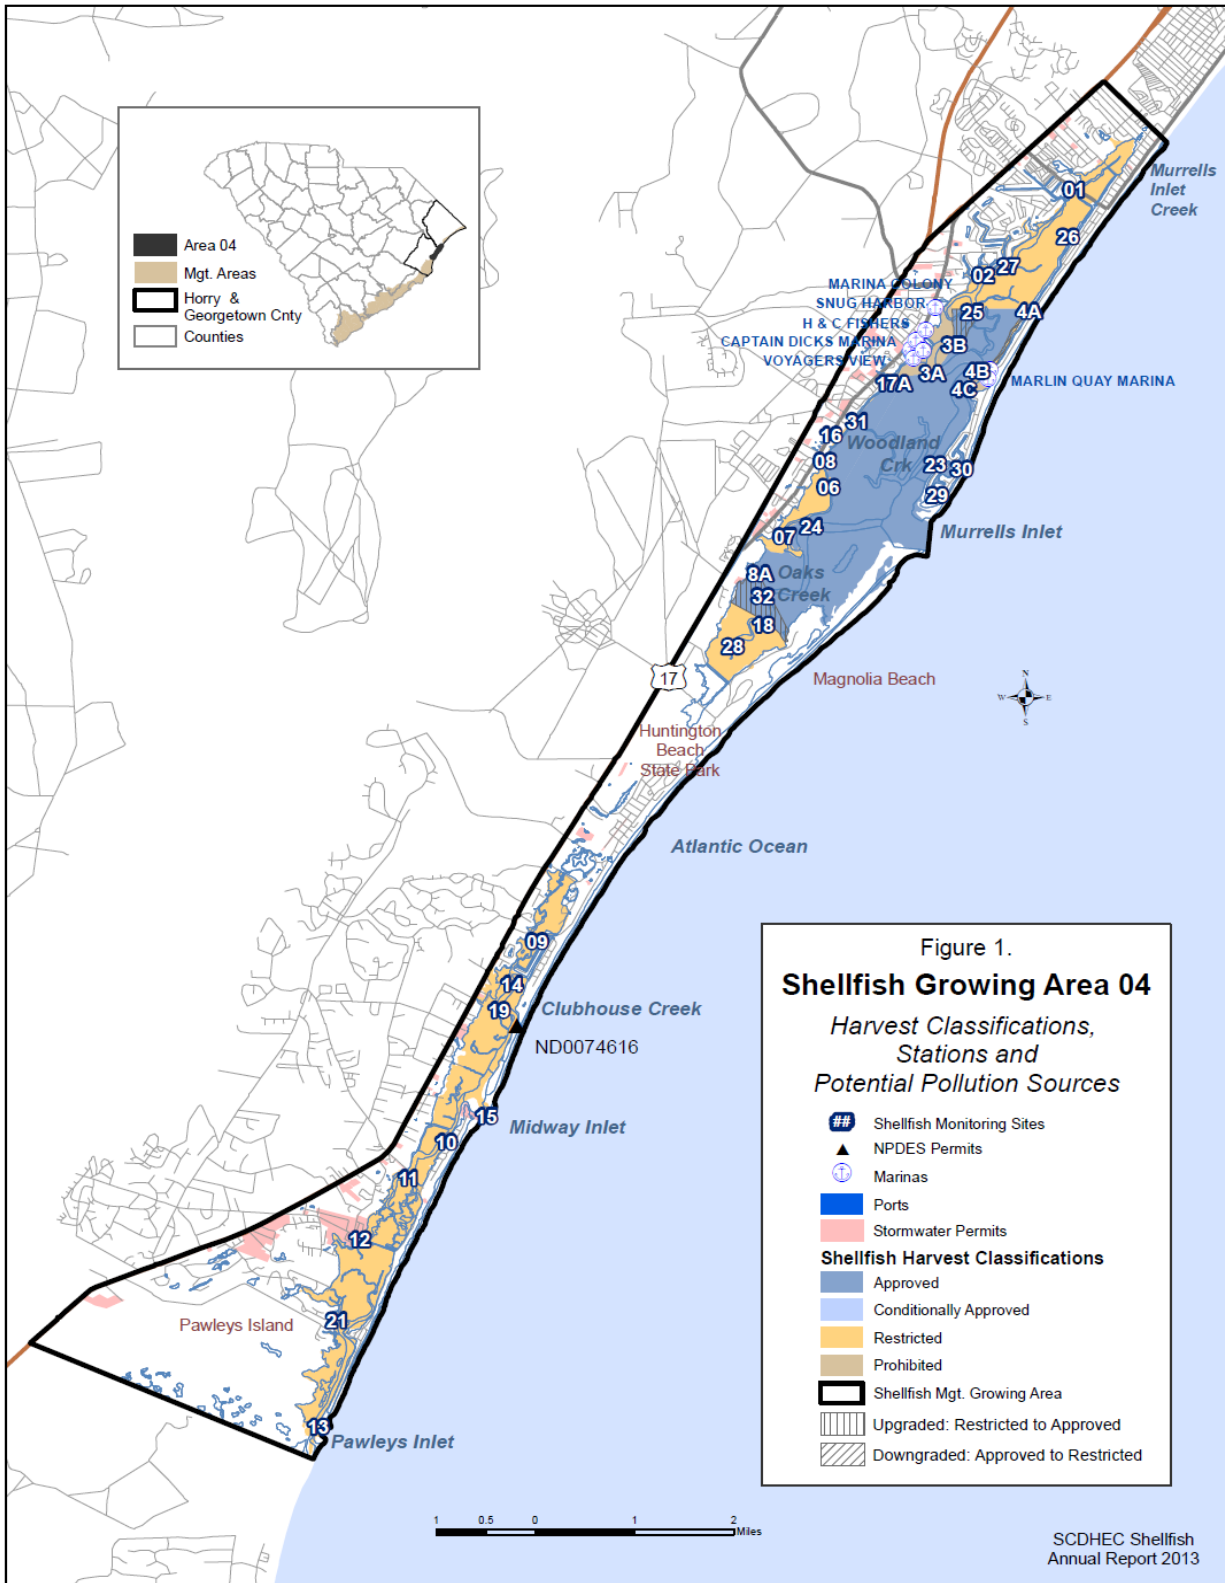 Area 04
Mgt. Areas
Horry &
Georgetown Cnty
Counties
Murrells
Inlet
Creek
01
26
27
02
MARINA COLONY
SNUG HARBOR
25
4A
H & C FISHERS
CAPTAIN DICKS MARINA
3B
VOYAGERS VIEW
3A
4B
17A
4C
MARLIN QUAY MARINA
31
16
Woodland
Crk
08
23
30
06
29
24
07
Murrells Inlet
8A
Oaks
Creek
32
18
28
17
Magnolia Beach
N
W
E
S
Huntington
Beach
State Park
Atlantic Ocean
09
14
19
Clubhouse Creek
ND0074616
15
Midway Inlet
10
11
12
21
Pawleys Island
13
Pawleys Inlet
Figure 1.
Shellfish Growing Area 04
Harvest Classifications,
Stations and
Potential Pollution Sources
## Shellfish Monitoring Sites
NPDES Permits
Marinas
Ports
Stormwater Permits
Shellfish Harvest Classifications
Approved
Conditionally Approved
Restricted
Prohibited
Shellfish Mgt. Growing Area
Upgraded: Restricted to Approved
Downgraded: Approved to Restricted
1 0.5 0 1 2
Miles
SCDHEC Shellfish
Annual Report 2013